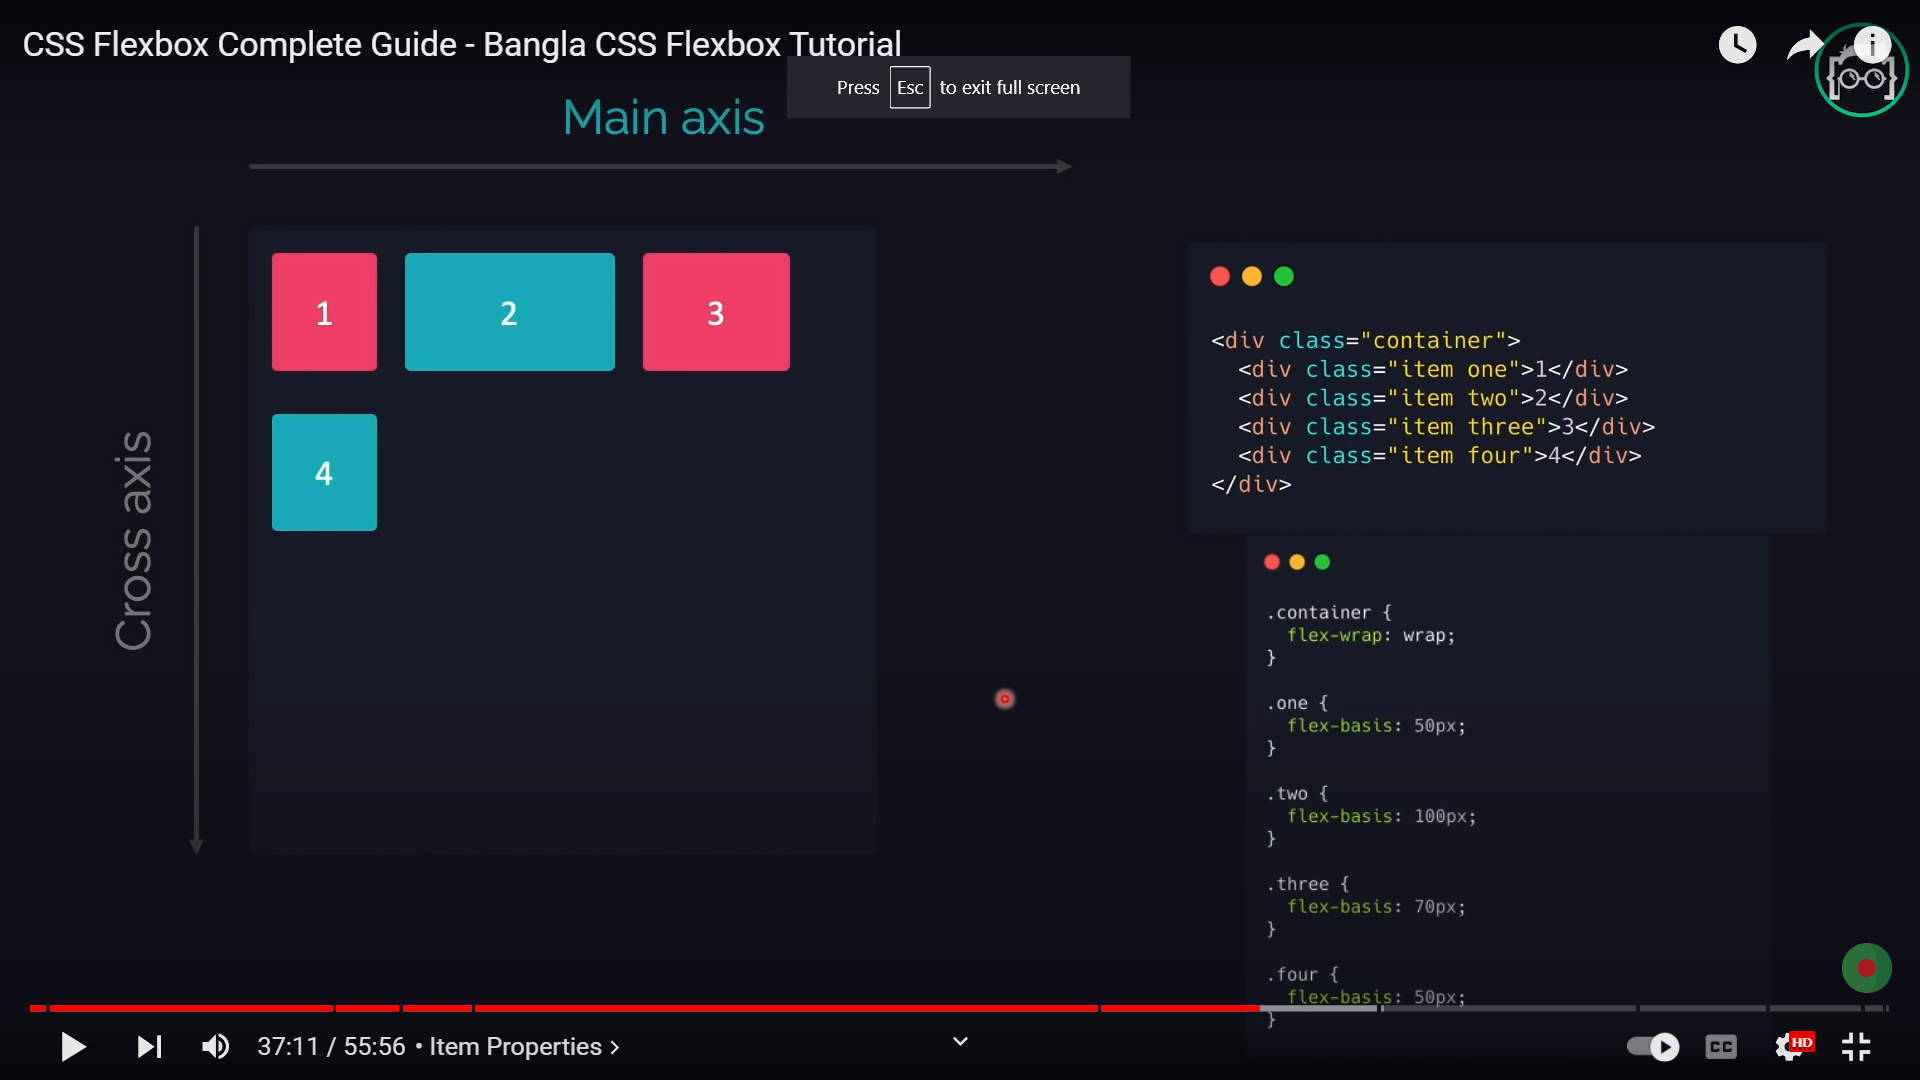 CSS Flexbox Complete Guide - Bangla CSS Flexbox Tutorial
Press Esc to exit full screen
Main axis
Cross axis
1
2
3
4
<div class="container">
  <div class="item one">1</div>
  <div class="item two">2</div>
  <div class="item three">3</div>
  <div class="item four">4</div>
</div>
.container {
  flex-wrap: wrap;
}
.one {
  flex-basis: 50px;
}
.two {
  flex-basis: 100px;
}
.three {
  flex-basis: 70px;
}
.four {
  flex-basis: 50px;
}
37:11 / 55:56 • Item Properties >
CC
HD